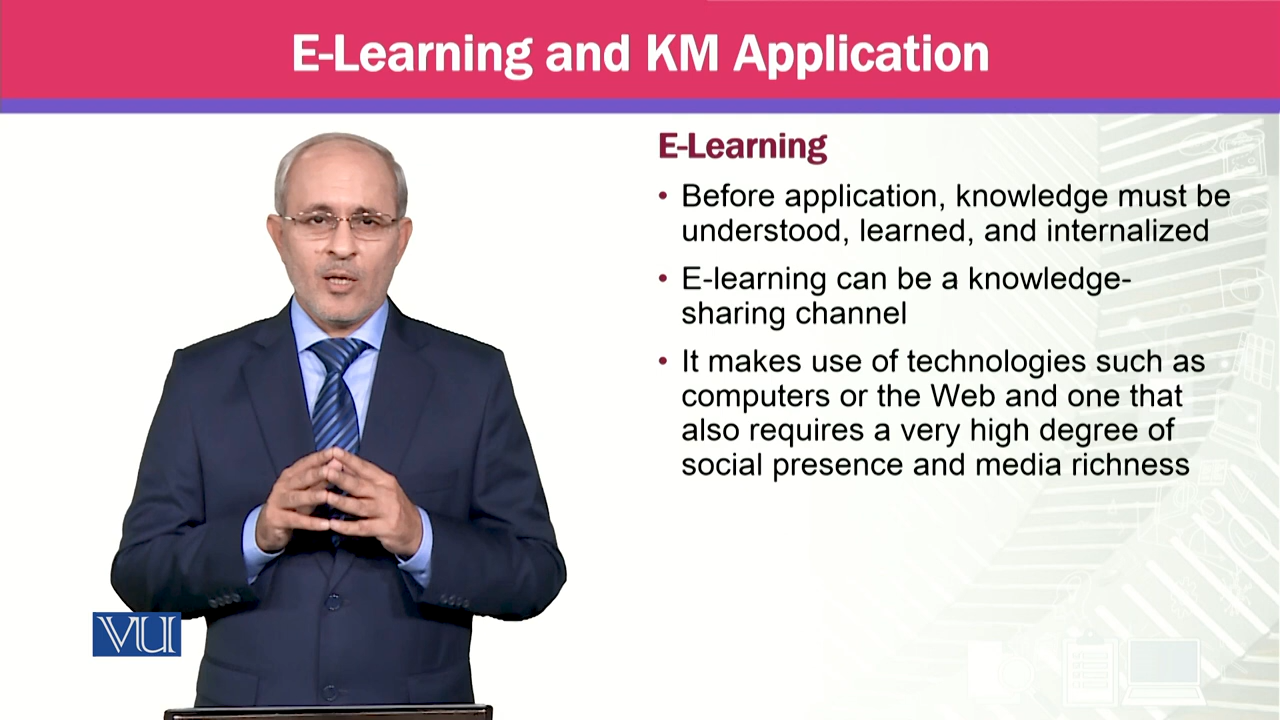 E-Learning and KM Application
E-Learning
• Before application, knowledge must be
understood, learned, and internalized
• E-learning can be a knowledge-
sharing channel
• It makes use of technologies such as
computers or the Web and one that
also requires a very high degree of
social presence and media richness
VU